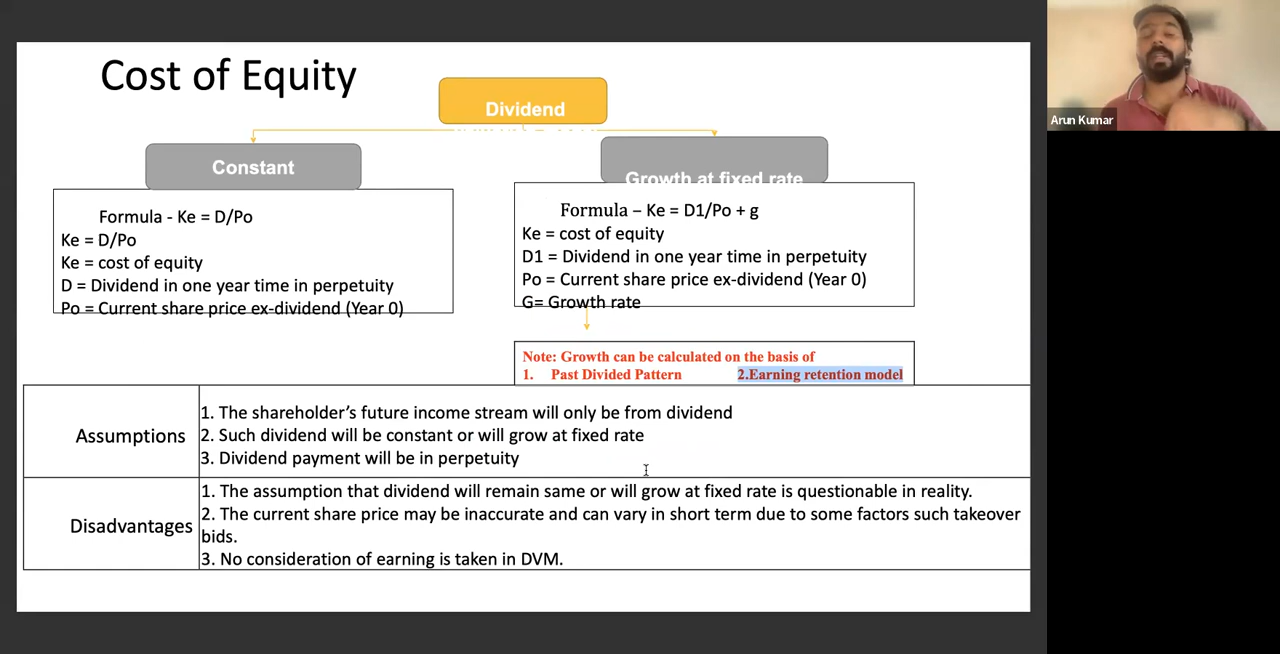 Cost of Equity
Dividend
Constant
Growth at fixed rate
Formula - Ke = D/Po
Ke = D/Po
Ke = cost of equity
D = Dividend in one year time in perpetuity
Po = Current share price ex-dividend (Year 0)
Formula – Ke = D1/Po + g
Ke = cost of equity
D1 = Dividend in one year time in perpetuity
Po = Current share price ex-dividend (Year 0)
G= Growth rate
Note: Growth can be calculated on the basis of
1. Past Divided Pattern 2.Earning retention model
Assumptions
1. The shareholder’s future income stream will only be from dividend
2. Such dividend will be constant or will grow at fixed rate
3. Dividend payment will be in perpetuity
Disadvantages
1. The assumption that dividend will remain same or will grow at fixed rate is questionable in reality.
2. The current share price may be inaccurate and can vary in short term due to some factors such takeover
bids.
3. No consideration of earning is taken in DVM.
Arun Kumar